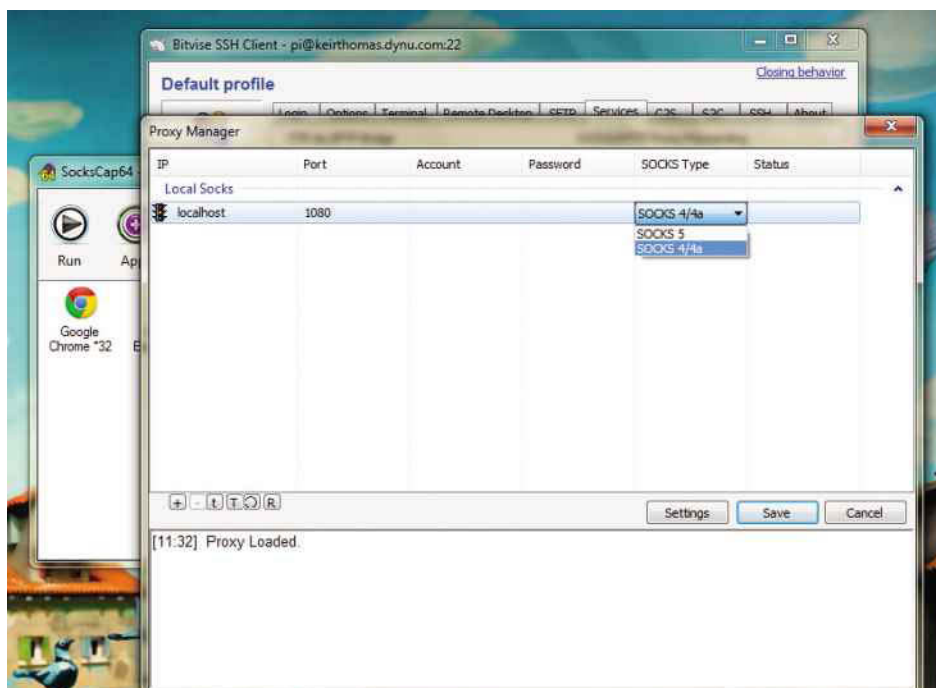 Bitvise SSH Client - pi@keirthomas.dynu.com:22
Default profile
Closing behavior
Login Options Terminal Remote Desktop SFTP Services C2S S2C SSH About
Proxy Manager
SocksCap64 -
IP Port Account Password SOCKS Type Status
Local Socks
localhost 1080 SOCKS 4/4a
SOCKS 5
SOCKS 4/4a
Run
Google
Chrome *32
+ - t T R
Settings Save Cancel
[11:32] Proxy Loaded.